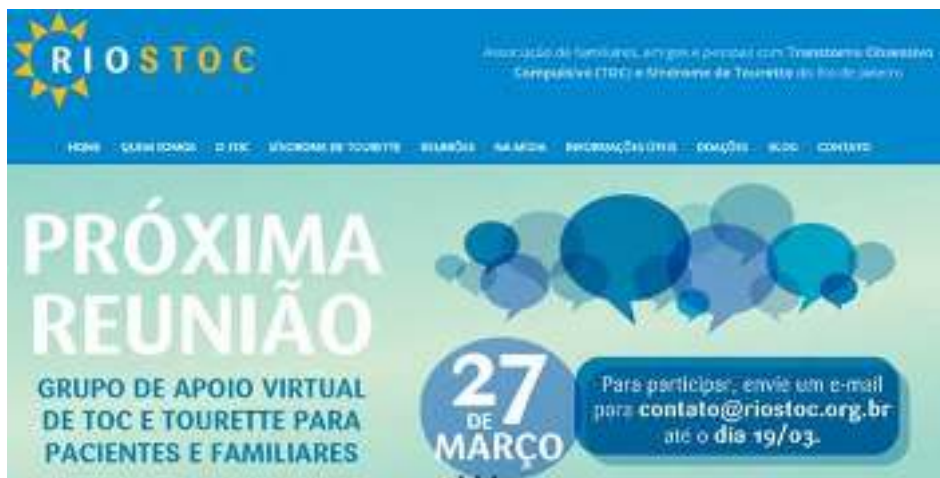 RIOSTOC
Associação de familiares, amigos e pessoas com Transtorno Obsessivo
Compulsivo (TOC) e Síndrome de Tourette do Rio de Janeiro
HOME QUEM SOMOS O TOC SÍNDROME DE TOURETTE REUNIÕES NA MÍDIA INFORMAÇÕES ÚTEIS DOAÇÕES BLOG CONTATO
PRÓXIMA
REUNIÃO
GRUPO DE APOIO VIRTUAL
DE TOC E TOURETTE PARA
PACIENTES E FAMILIARES
27
DE
MARÇO
Para participar, envie um e-mail
para contato@riostoc.org.br
até o dia 19/03.